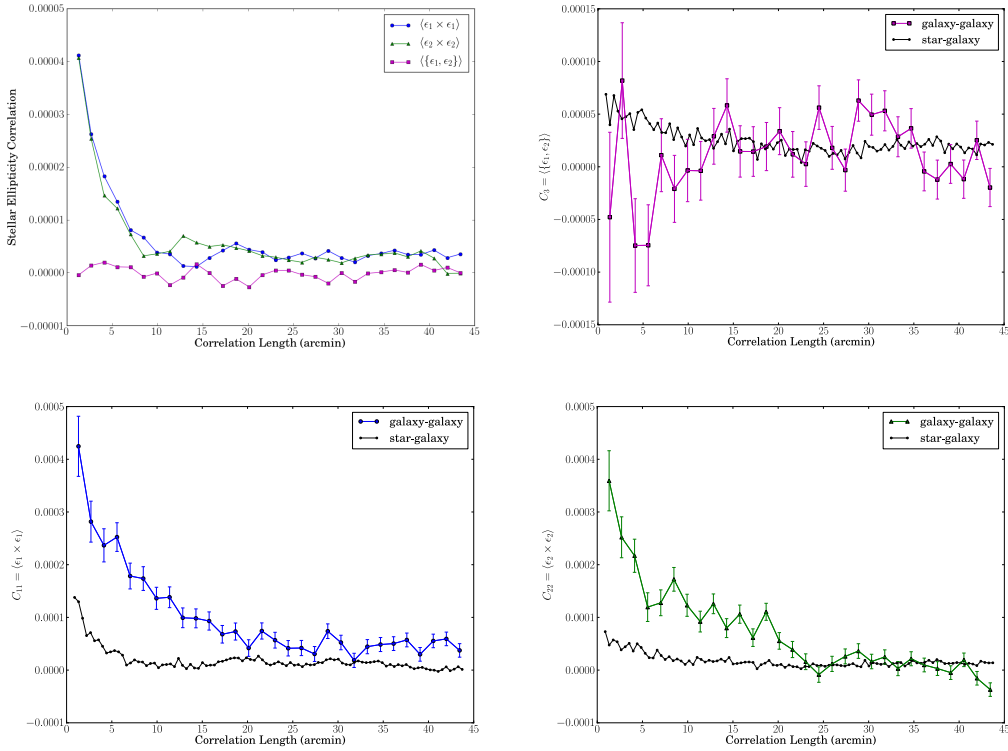 0.00005
0.00004
0.00003
0.00002
0.00001
0.00000
−0.00001
Stellar Ellipticity Correlation
⟨ϵ₁ × ϵ₁⟩
⟨ϵ₂ × ϵ₂⟩
⟨{ϵ₁, ϵ₂}⟩
0 5 10 15 20 25 30 35 40 45
Correlation Length (arcmin)
0.00015
0.00010
0.00005
0.00000
−0.00005
−0.00010
−0.00015
C₃ = ⟨{ϵ₁, ϵ₂}⟩
galaxy-galaxy
star-galaxy
0 5 10 15 20 25 30 35 40 45
Correlation Length (arcmin)
0.0005
0.0004
0.0003
0.0002
0.0001
0.0000
−0.0001
C₁₁ = ⟨ϵ₁ × ϵ₁⟩
galaxy-galaxy
star-galaxy
0 5 10 15 20 25 30 35 40 45
Correlation Length (arcmin)
0.0005
0.0004
0.0003
0.0002
0.0001
0.0000
−0.0001
C₂₂ = ⟨ϵ₂ × ϵ₂⟩
galaxy-galaxy
star-galaxy
0 5 10 15 20 25 30 35 40 45
Correlation Length (arcmin)